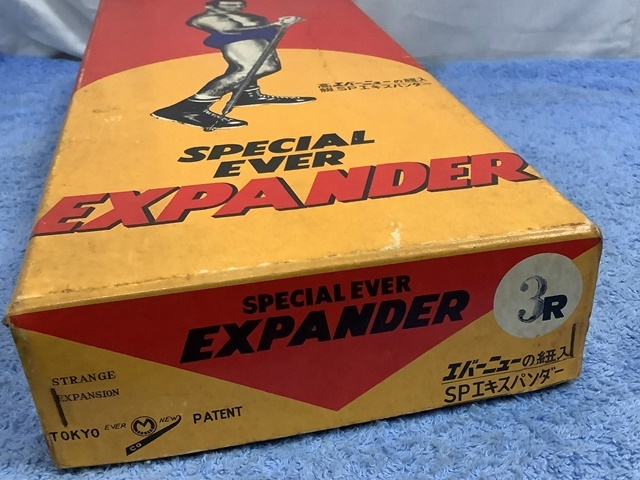 エバーニューの紐入
SPエキスパンダー
SPECIAL
EVER
EXPANDER
SPECIAL EVER
EXPANDER
3R
STRANGE
EXPANSION
TOKYO EVER M NEW CO PATENT
エバーニューの紐入
SPエキスパンダー